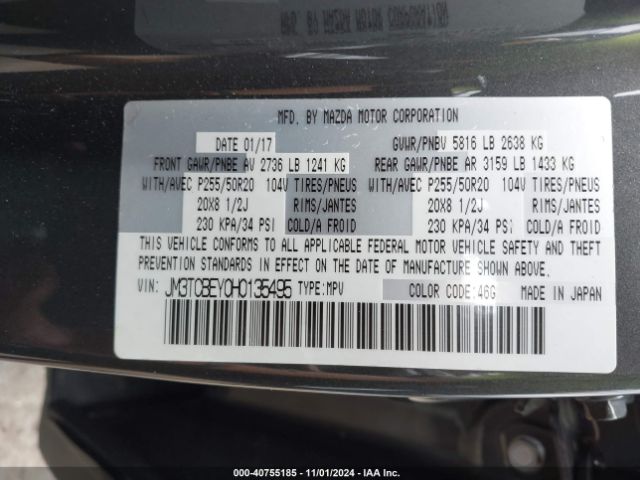 MFD. BY MAZDA MOTOR CORPORATION
DATE 01/17 GVWR/PNBV 5816 LB 2638 KG
FRONT GAWR/PNBE AV 2736 LB 1241 KG REAR GAWR/PNBE AR 3159 LB 1433 KG
WITH/AVEC P255/50R20 104V TIRES/PNEUS WITH/AVEC P255/50R20 104V TIRES/PNEUS
20X8 1/2J RIMS/JANTES 20X8 1/2J RIMS/JANTES
230 KPA/34 PSI COLD/A FROID 230 KPA/34 PSI COLD/A FROID
THIS VEHICLE CONFORMS TO ALL APPLICABLE FEDERAL MOTOR VEHICLE SAFETY AND THEFT
PREVENTION STANDARDS IN EFFECT ON THE DATE OF MANUFACTURE SHOWN ABOVE.
VIN: JM3TCBEY0H0135495 TYPE:MPV COLOR CODE:46G MADE IN JAPAN
000-40755185 - 11/01/2024 - IAAI.com